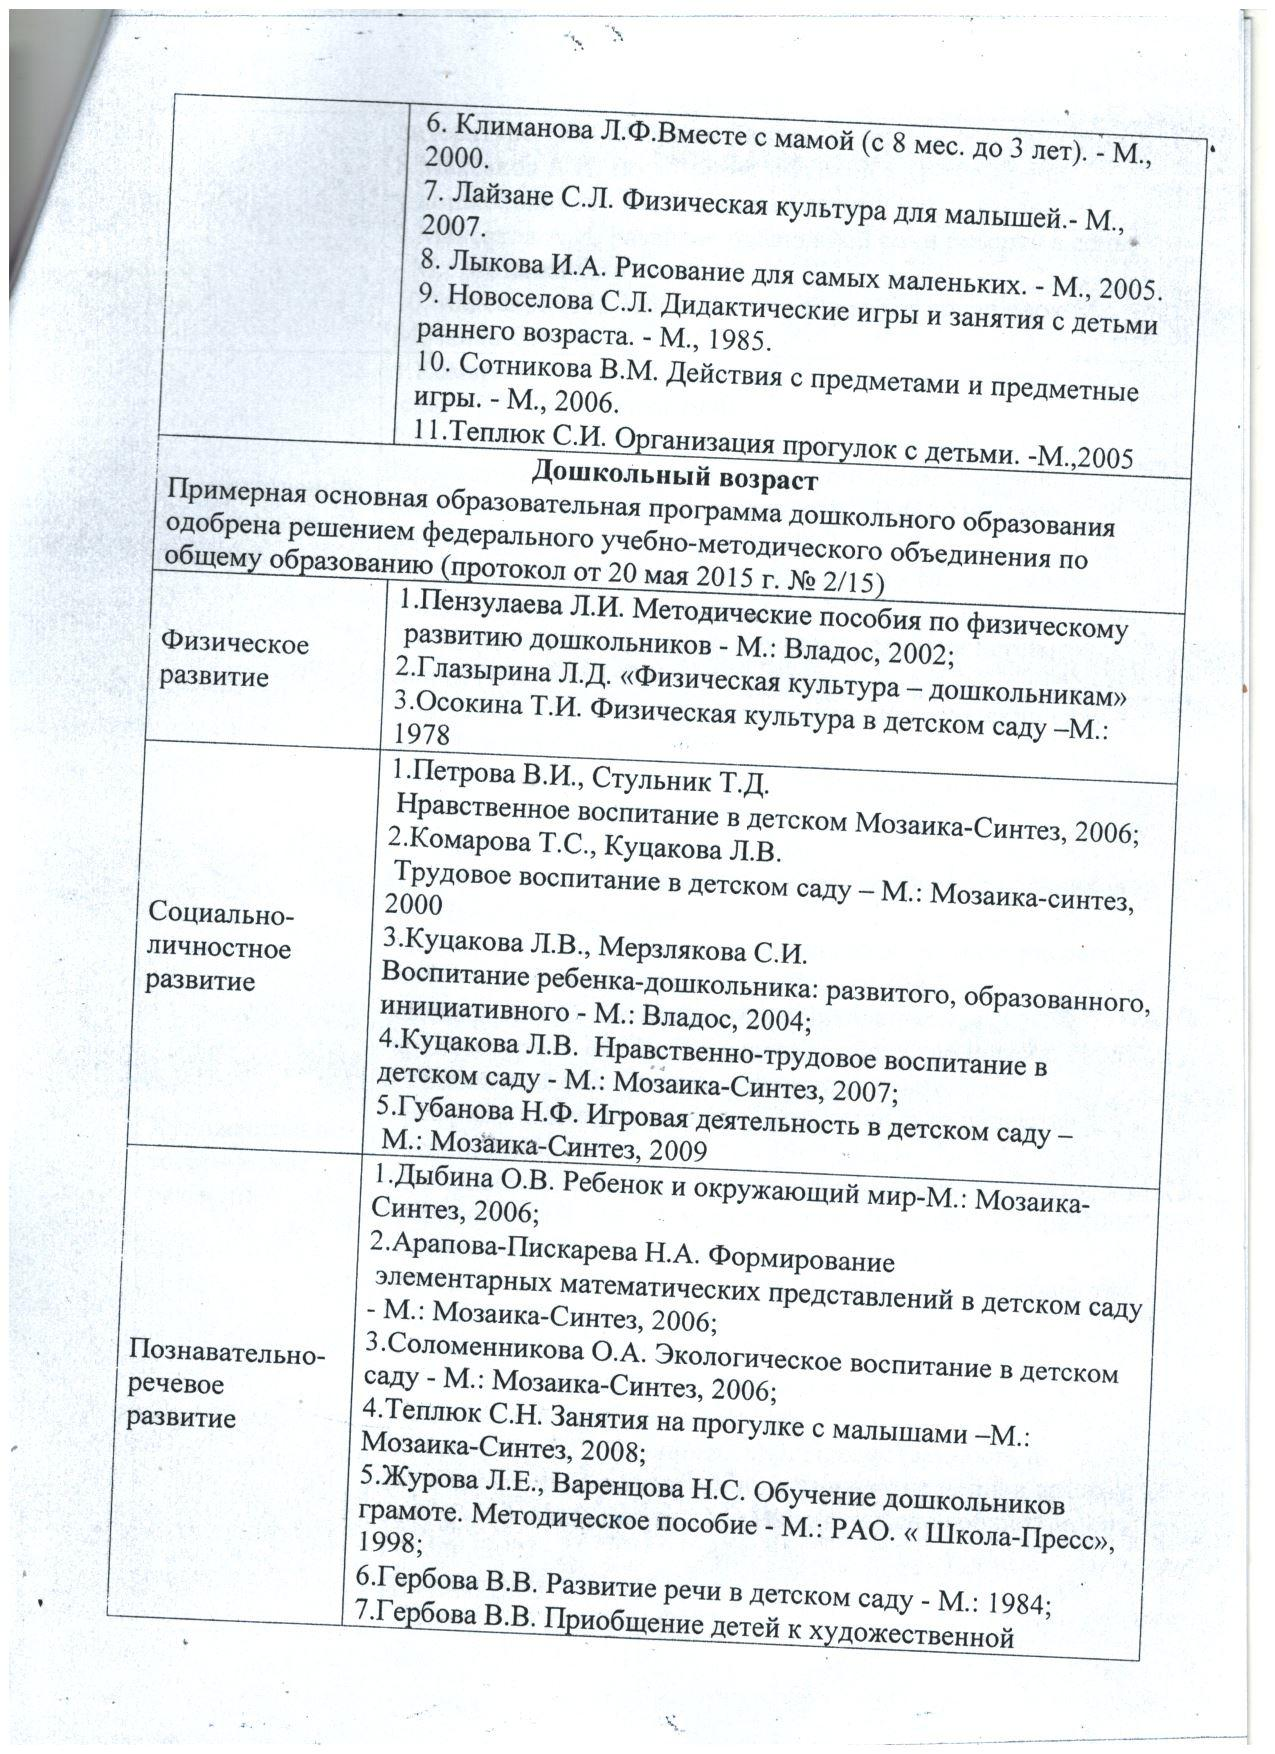 6. Климанова Л.Ф.Вместе с мамой (с 8 мес. до 3 лет). - М.,
2000.
7. Лайзане С.Л. Физическая культура для малышей.- М.,
2007.
8. Лыкова И.А. Рисование для самых маленьких. - М., 2005.
9. Новоселова С.Л. Дидактические игры и занятия с детьми
раннего возраста. - М., 1985.
10. Сотникова В.М. Действия с предметами и предметные
игры. - М., 2006.
11.Теплюк С.И. Организация прогулок с детьми. -М.,2005
Дошкольный возраст
Примерная основная образовательная программа дошкольного образования
одобрена решением федерального учебно-методического объединения по
общему образованию (протокол от 20 мая 2015 г. № 2/15)
Физическое
развитие
1.Пензулаева Л.И. Методические пособия по физическому
развитию дошкольников - М.: Владос, 2002;
2.Глазырина Л.Д. «Физическая культура – дошкольникам»
3.Осокина Т.И. Физическая культура в детском саду –М.:
1978
Социально-
личностное
развитие
1.Петрова В.И., Стульник Т.Д.
Нравственное воспитание в детском Мозаика-Синтез, 2006;
2.Комарова Т.С., Куцакова Л.В.
Трудовое воспитание в детском саду – М.: Мозаика-синтез,
2000
3.Куцакова Л.В., Мерзлякова С.И.
Воспитание ребенка-дошкольника: развитого, образованного,
инициативного - М.: Владос, 2004;
4.Куцакова Л.В. Нравственно-трудовое воспитание в
детском саду - М.: Мозаика-Синтез, 2007;
5.Губанова Н.Ф. Игровая деятельность в детском саду –
М.: Мозаика-Синтез, 2009
Познавательно-
речевое
развитие
1.Дыбина О.В. Ребенок и окружающий мир-М.: Мозаика-
Синтез, 2006;
2.Арапова-Пискарева Н.А. Формирование
элементарных математических представлений в детском саду
- М.: Мозаика-Синтез, 2006;
3.Соломенникова О.А. Экологическое воспитание в детском
саду - М.: Мозаика-Синтез, 2006;
4.Теплюк С.Н. Занятия на прогулке с малышами –М.:
Мозаика-Синтез, 2008;
5.Журова Л.Е., Варенцова Н.С. Обучение дошкольников
грамоте. Методическое пособие - М.: РАО. « Школа-Пресс»,
1998;
6.Гербова В.В. Развитие речи в детском саду - М.: 1984;
7.Гербова В.В. Приобщение детей к художественной